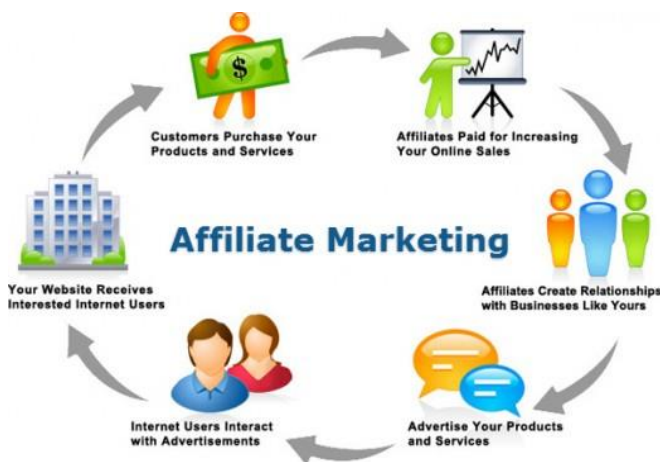 $
Customers Purchase Your
Products and Services
Affiliates Paid for Increasing
Your Online Sales
Affiliate Marketing
Your Website Receives
Interested Internet Users
Affiliates Create Relationships
with Businesses Like Yours
Internet Users Interact
with Advertisements
Advertise Your Products
and Services